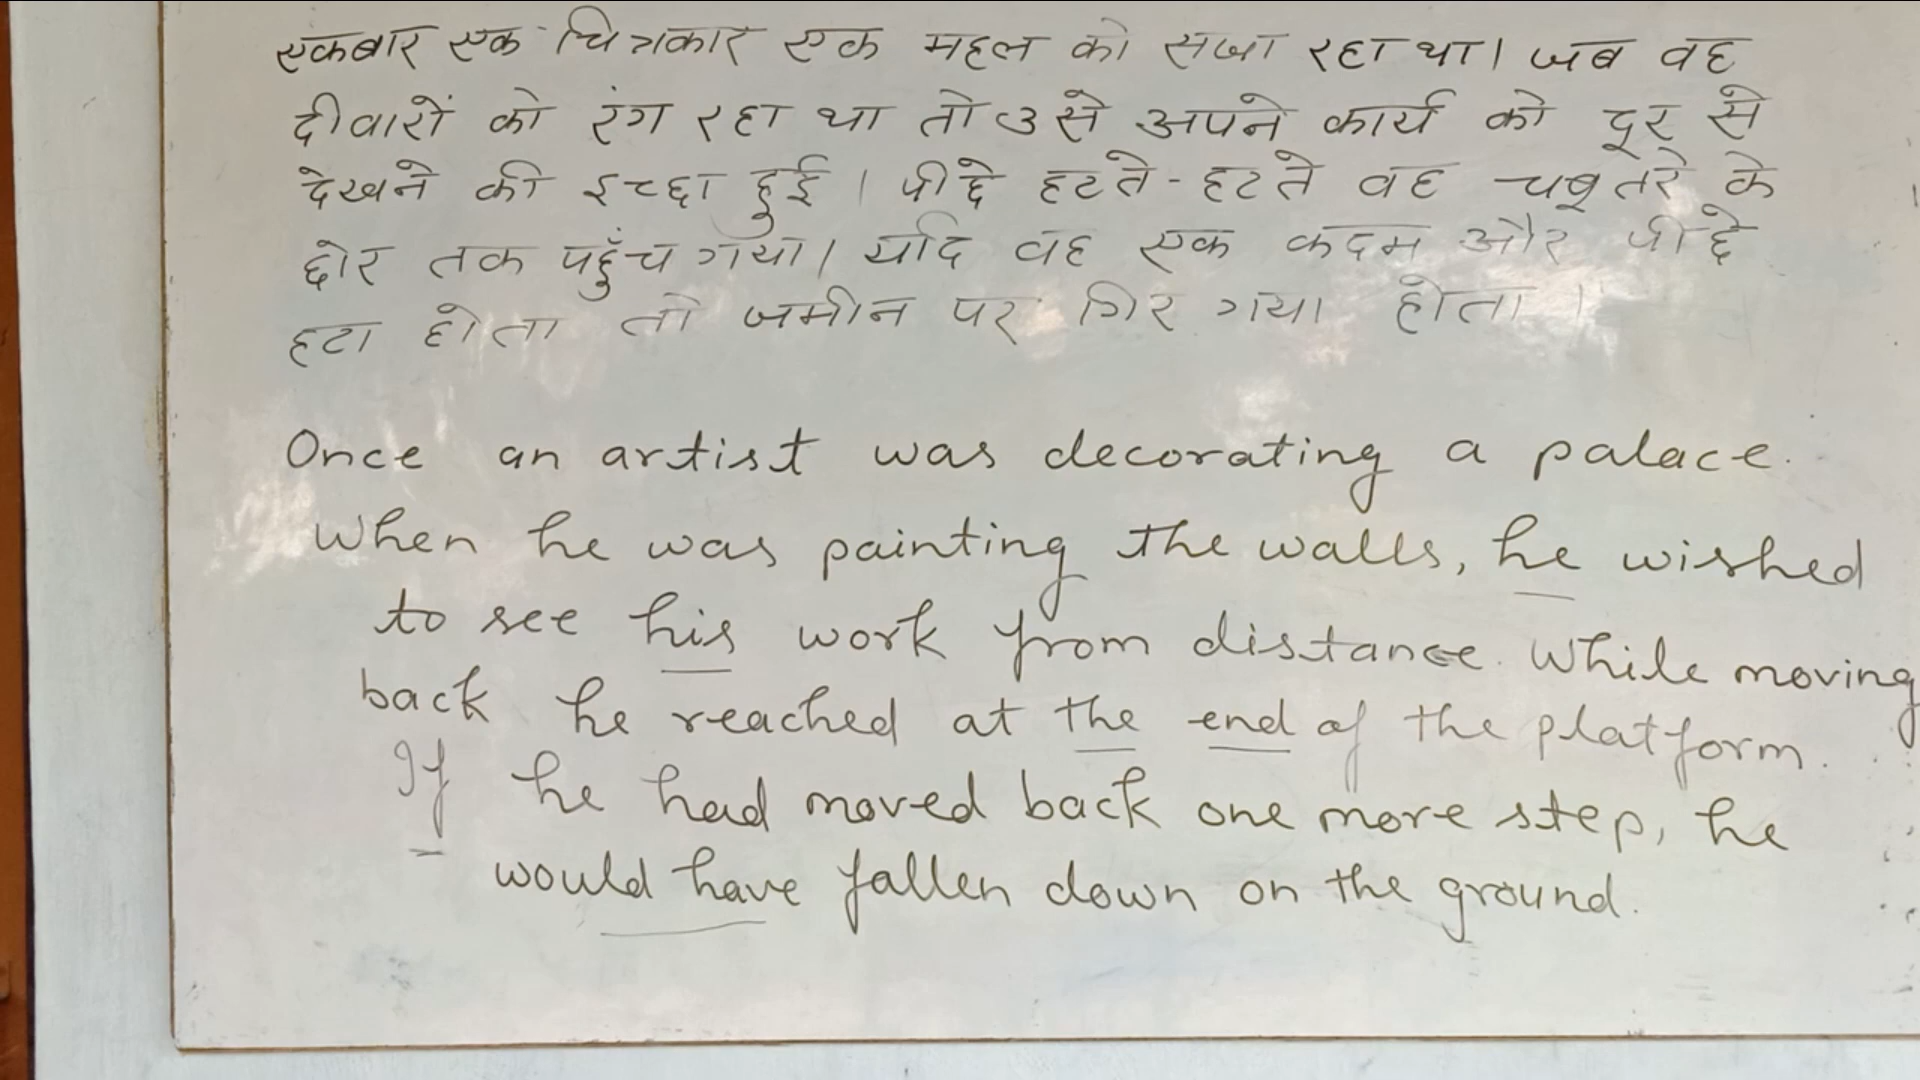 एकबार एक चित्रकार एक महल को सजा रहा था। जब वह
दीवारों को रंग रहा था तो उसे अपने कार्य को दूर से
देखने की इच्छा हुई। पीछे हटते-हटते वह चबूतरे के
छोर तक पहुँच गया। यदि वह एक कदम और पीछे
हटा होता तो जमीन पर गिर गया होता।
Once an artist was decorating a palace.
When he was painting the walls, he wished
to see his work from distance. While moving
back he reached at the end of the platform.
If he had moved back one more step, he
would have fallen down on the ground.